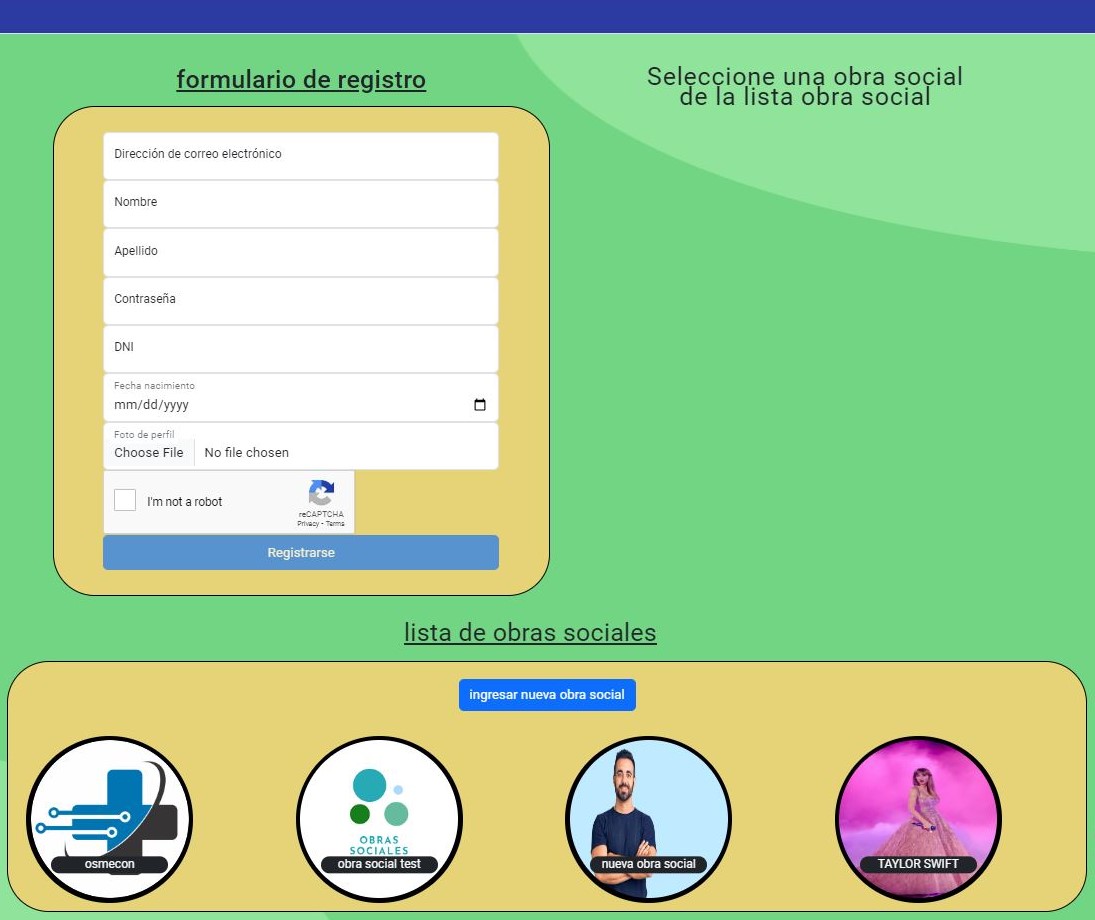 formulario de registro
Seleccione una obra social
de la lista obra social
Dirección de correo electrónico
Nombre
Apellido
Contraseña
DNI
Fecha nacimiento
mm/dd/yyyy
Foto de perfil
Choose File No file chosen
I'm not a robot
reCAPTCHA
Privacy - Terms
Registrarse
lista de obras sociales
ingresar nueva obra social
OBRAS
SOCIALES
osmecon
obra social test
nueva obra social
TAYLOR SWIFT